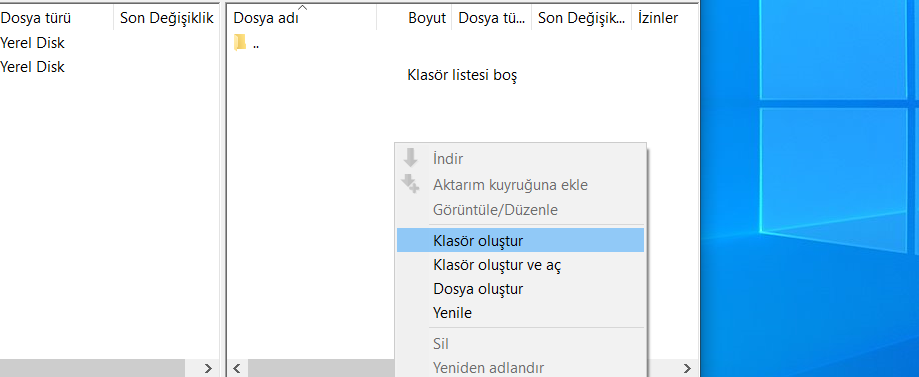 Dosya türü Son Değişiklik
Yerel Disk
Yerel Disk
Dosya adı Boyut Dosya tü... Son Değişik... İzinler
..
Klasör listesi boş
İndir
Aktarım kuyruğuna ekle
Görüntüle/Düzenle
Klasör oluştur
Klasör oluştur ve aç
Dosya oluştur
Yenile
Sil
Yeniden adlandır